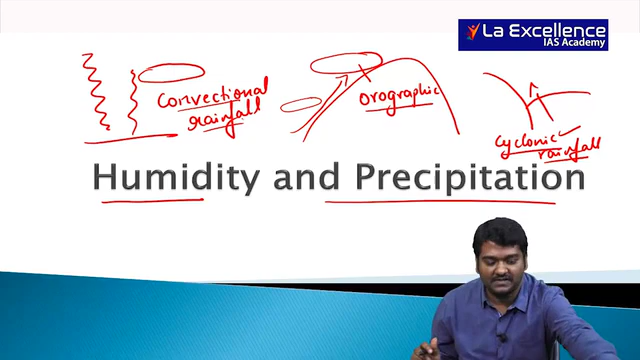 La Excellence
IAS Academy
Convectional
rainfall
orographic
cyclonic
rainfall
Humidity and Precipitation